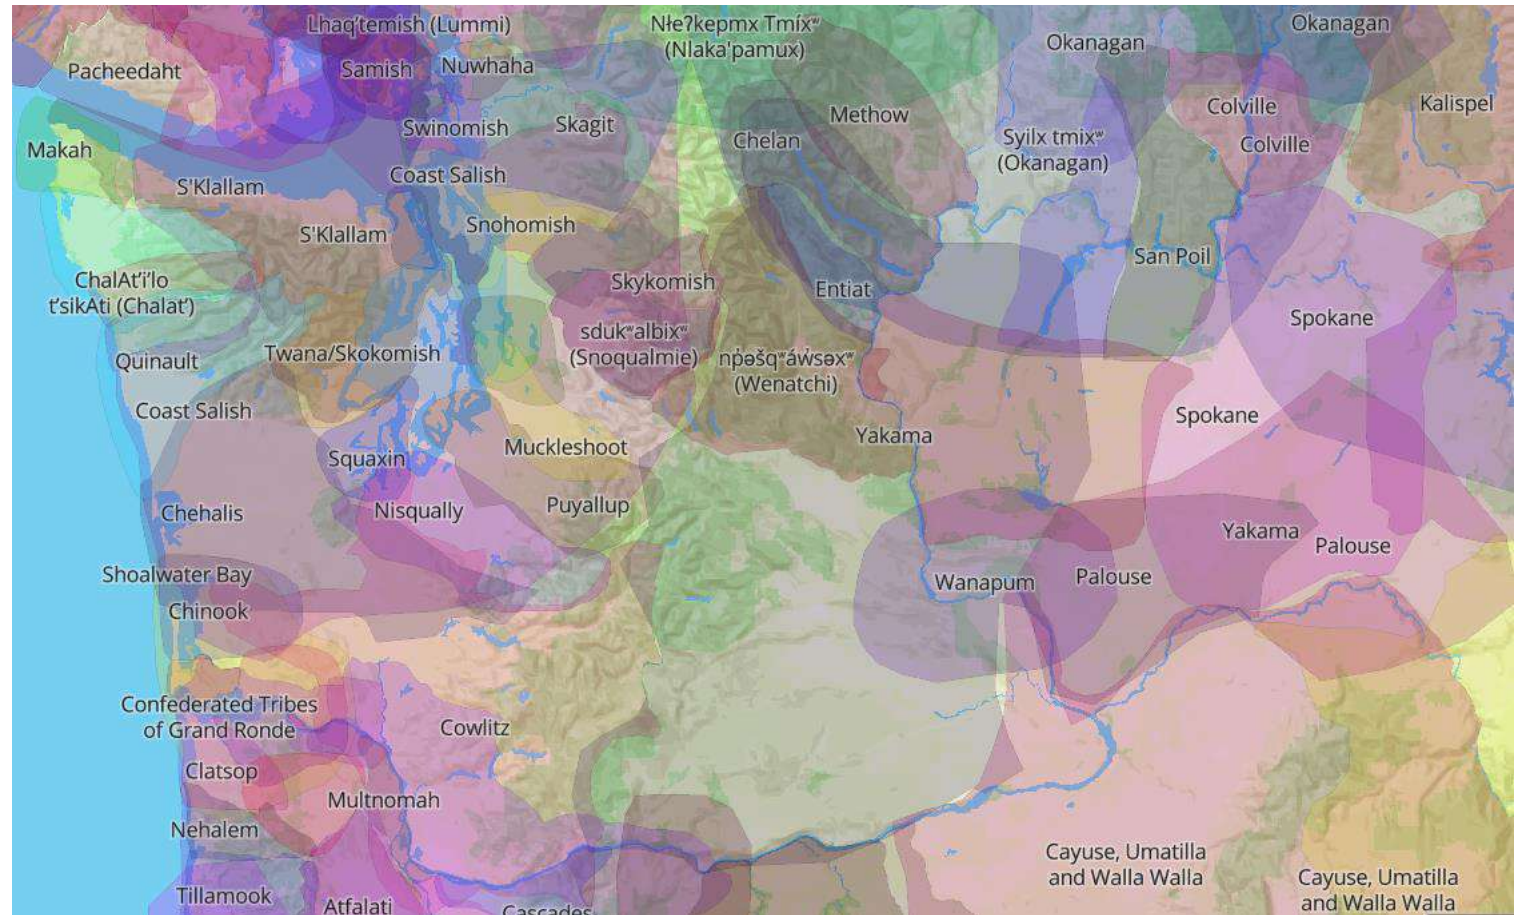 Lhaq'temish (Lummi)
Nłeʔkepmx Tmíxʷ
(Nlaka'pamux)
Okanagan
Okanagan
Pacheedaht
Samish
Nuwhaha
Kalispel
Methow
Colville
Swinomish
Skagit
Chelan
Syilx tmixʷ
(Okanagan)
Colville
Makah
S'Klallam
Coast Salish
S'Klallam
Snohomish
San Poil
ChalAt'i'lo
t'sikAti (Chalat')
Skykomish
Entiat
Spokane
sdukʷalbixʷ
(Snoqualmie)
Quinault
Twana/Skokomish
np̓əšqʷáw̓səxʷ
(Wenatchi)
Coast Salish
Spokane
Muckleshoot
Yakama
Squaxin
Chehalis
Nisqually
Puyallup
Yakama
Palouse
Shoalwater Bay
Wanapum
Palouse
Chinook
Confederated Tribes
of Grand Ronde
Cowlitz
Clatsop
Multnomah
Nehalem
Cayuse, Umatilla
and Walla Walla
Cayuse, Umatilla
and Walla Walla
Tillamook
Atfalati
Cascades